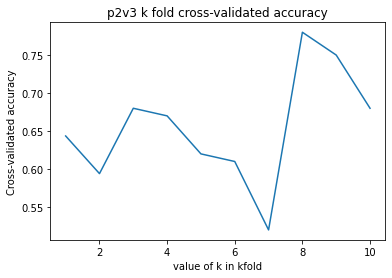 p2v3 k fold cross-validated accuracy
Cross-validated accuracy
0.75
0.70
0.65
0.60
0.55
2 4 6 8 10
value of k in kfold